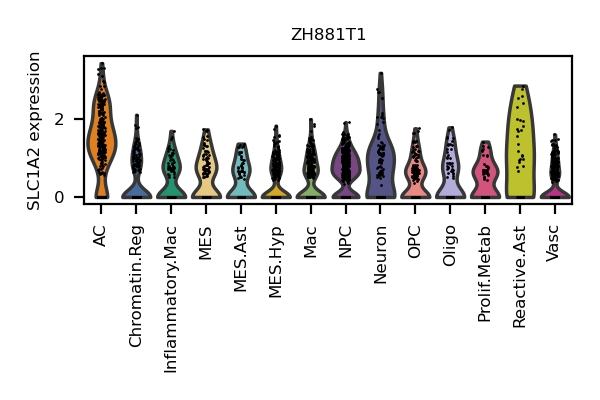 ZH881T1
SLC1A2 expression
2
0
AC
Chromatin.Reg
Inflammatory.Mac
MES
MES.Ast
MES.Hyp
Mac
NPC
Neuron
OPC
Oligo
Prolif.Metab
Reactive.Ast
Vasc